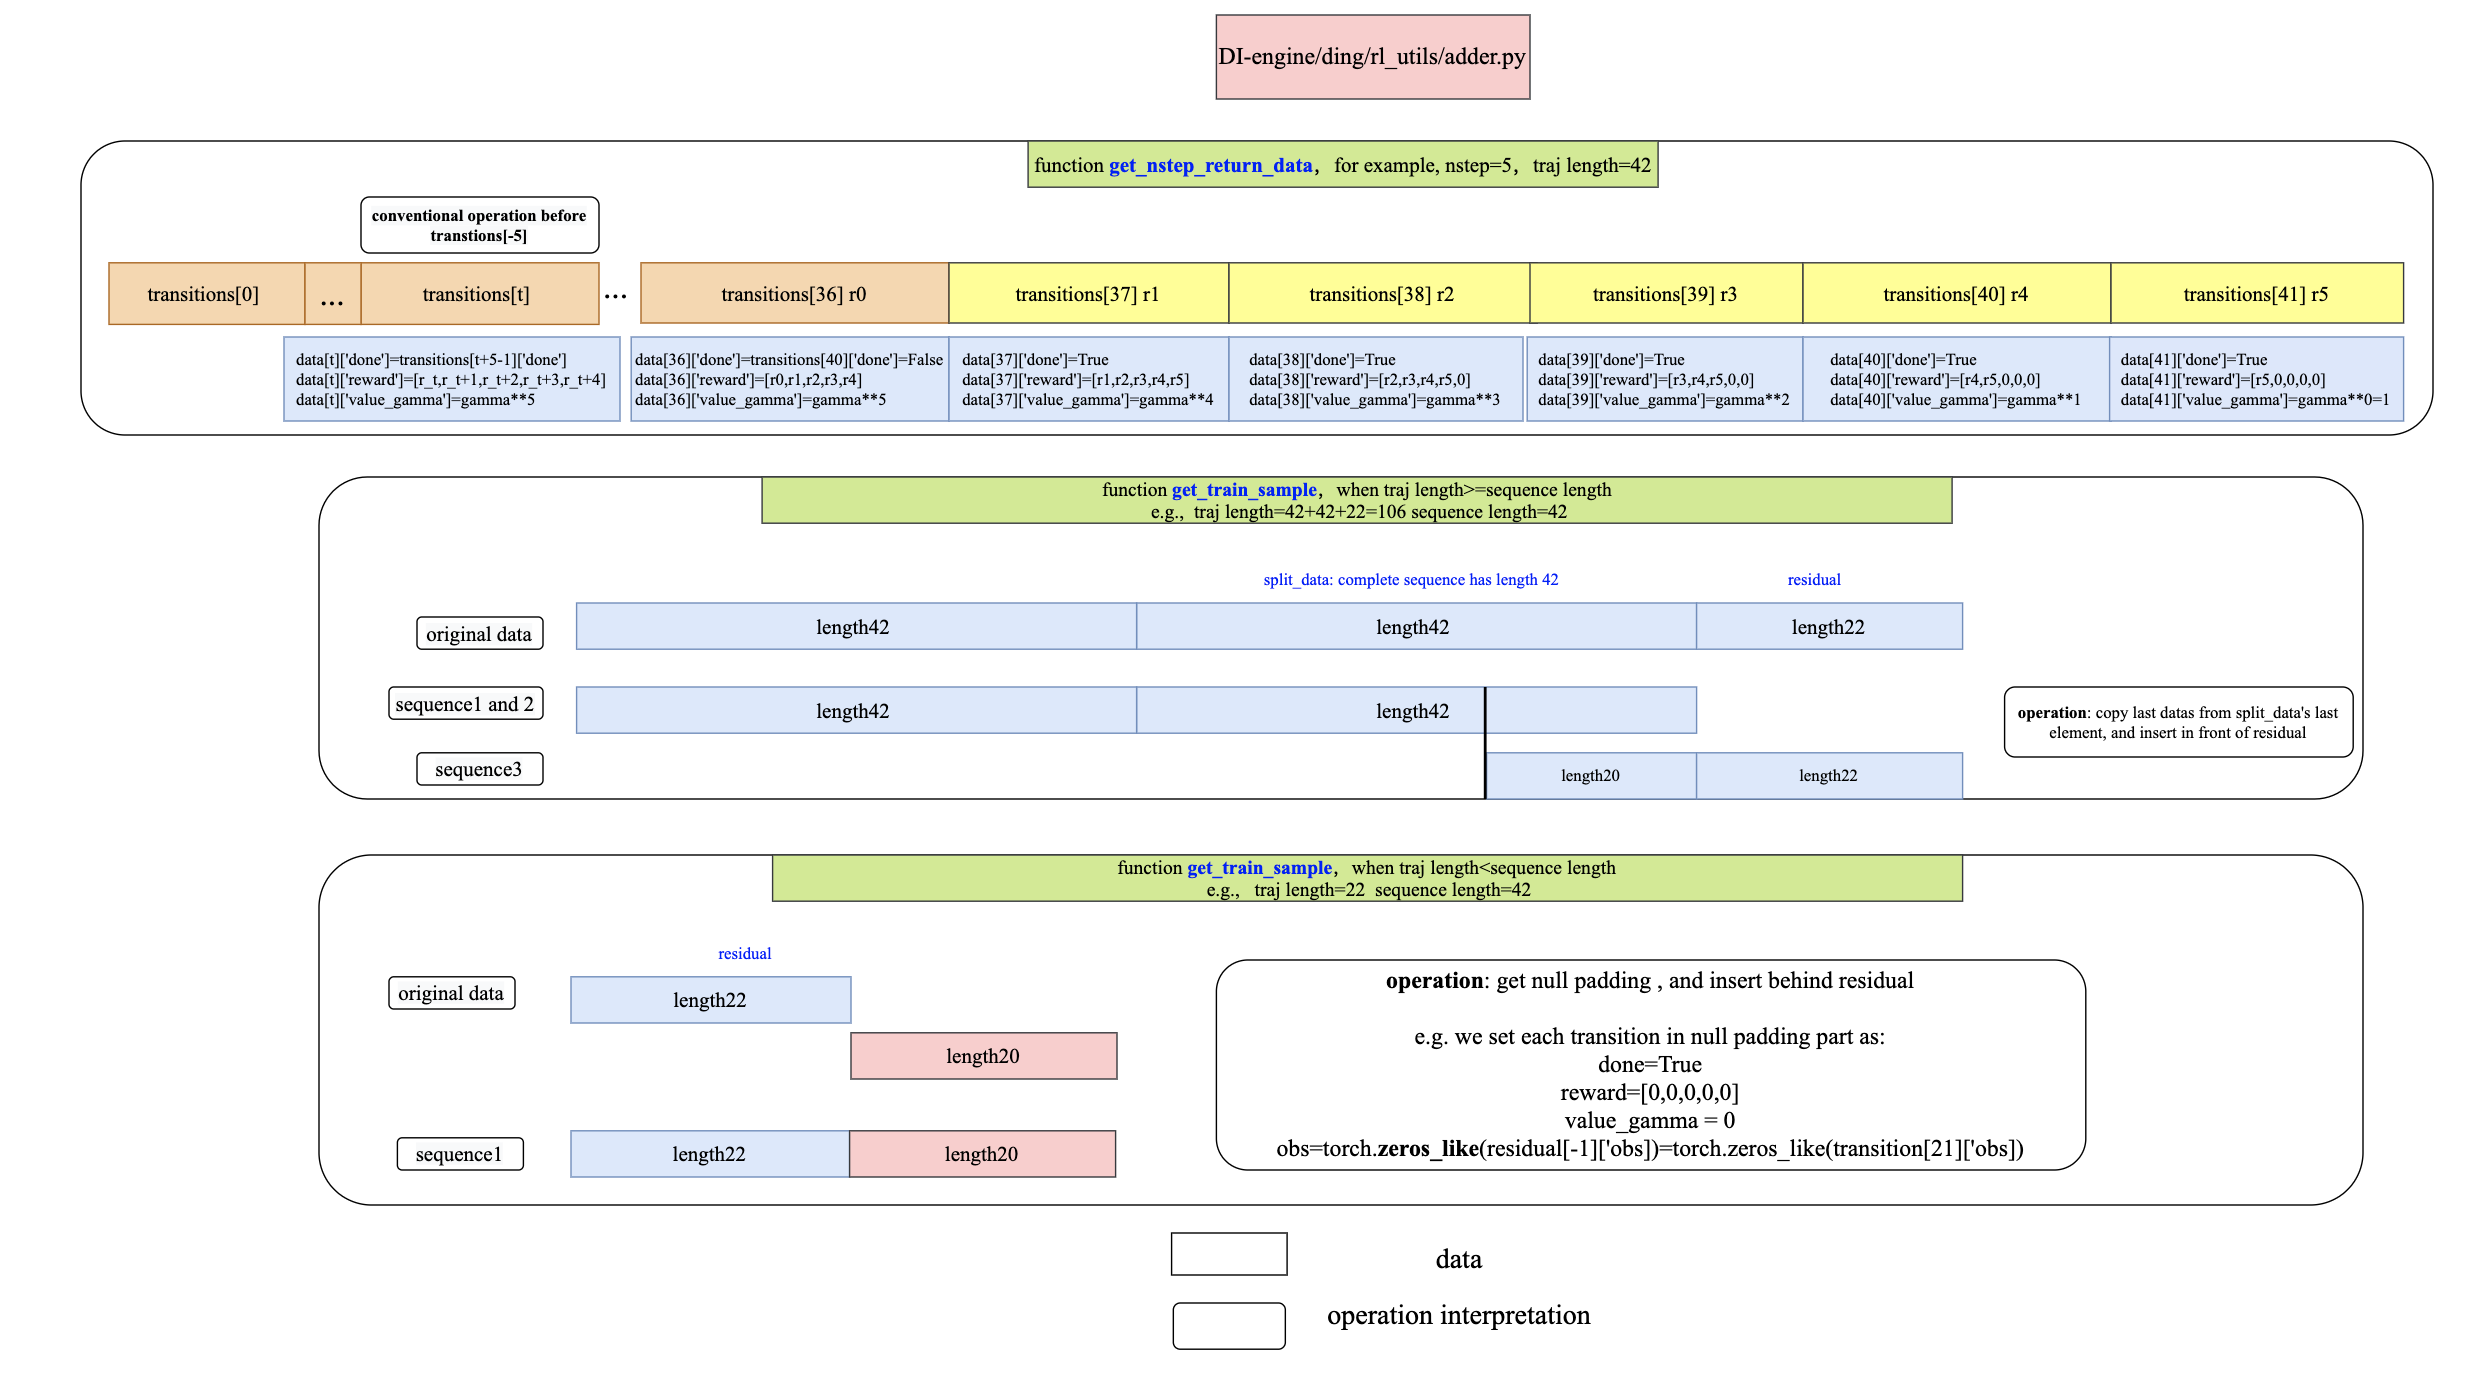 DI-engine/ding/rl_utils/adder.py
function get_nstep_return_data， for example, nstep=5， traj length=42
conventional operation before
transtions[-5]
transitions[0]
...
transitions[t]
...
transitions[36] r0
transitions[37] r1
transitions[38] r2
transitions[39] r3
transitions[40] r4
transitions[41] r5
data[t]['done']=transitions[t+5-1]['done']
data[t]['reward']=[r_t,r_t+1,r_t+2,r_t+3,r_t+4]
data[t]['value_gamma']=gamma**5
data[36]['done']=transitions[40]['done']=False
data[36]['reward']=[r0,r1,r2,r3,r4]
data[36]['value_gamma']=gamma**5
data[37]['done']=True
data[37]['reward']=[r1,r2,r3,r4,r5]
data[37]['value_gamma']=gamma**4
data[38]['done']=True
data[38]['reward']=[r2,r3,r4,r5,0]
data[38]['value_gamma']=gamma**3
data[39]['done']=True
data[39]['reward']=[r3,r4,r5,0,0]
data[39]['value_gamma']=gamma**2
data[40]['done']=True
data[40]['reward']=[r4,r5,0,0,0]
data[40]['value_gamma']=gamma**1
data[41]['done']=True
data[41]['reward']=[r5,0,0,0,0]
data[41]['value_gamma']=gamma**0=1
function get_train_sample， when traj length>=sequence length
e.g., traj length=42+42+22=106 sequence length=42
split_data: complete sequence has length 42
residual
original data
length42
length42
length22
sequence1 and 2
length42
length42
operation: copy last datas from split_data's last
element, and insert in front of residual
sequence3
length20
length22
function get_train_sample， when traj length<sequence length
e.g., traj length=22 sequence length=42
residual
original data
length22
length20
sequence1
length22
length20
operation: get null padding , and insert behind residual
e.g. we set each transition in null padding part as:
done=True
reward=[0,0,0,0,0]
value_gamma = 0
obs=torch.zeros_like(residual[-1]['obs])=torch.zeros_like(transition[21]['obs])
data
operation interpretation